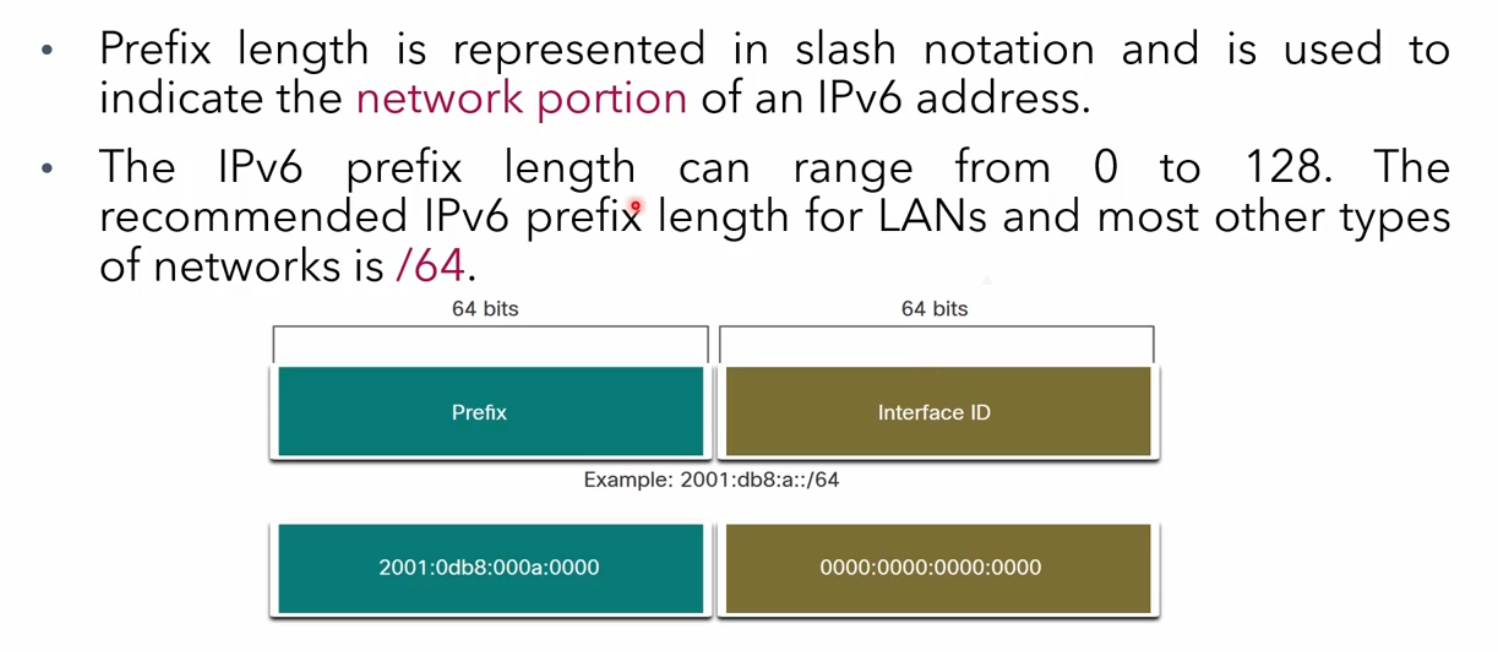 • Prefix length is represented in slash notation and is used to
indicate the network portion of an IPv6 address.
• The IPv6 prefix length can range from 0 to 128. The
recommended IPv6 prefix length for LANs and most other types
of networks is /64.
64 bits 64 bits
Prefix Interface ID
Example: 2001:db8:a::/64
2001:0db8:000a:0000 0000:0000:0000:0000